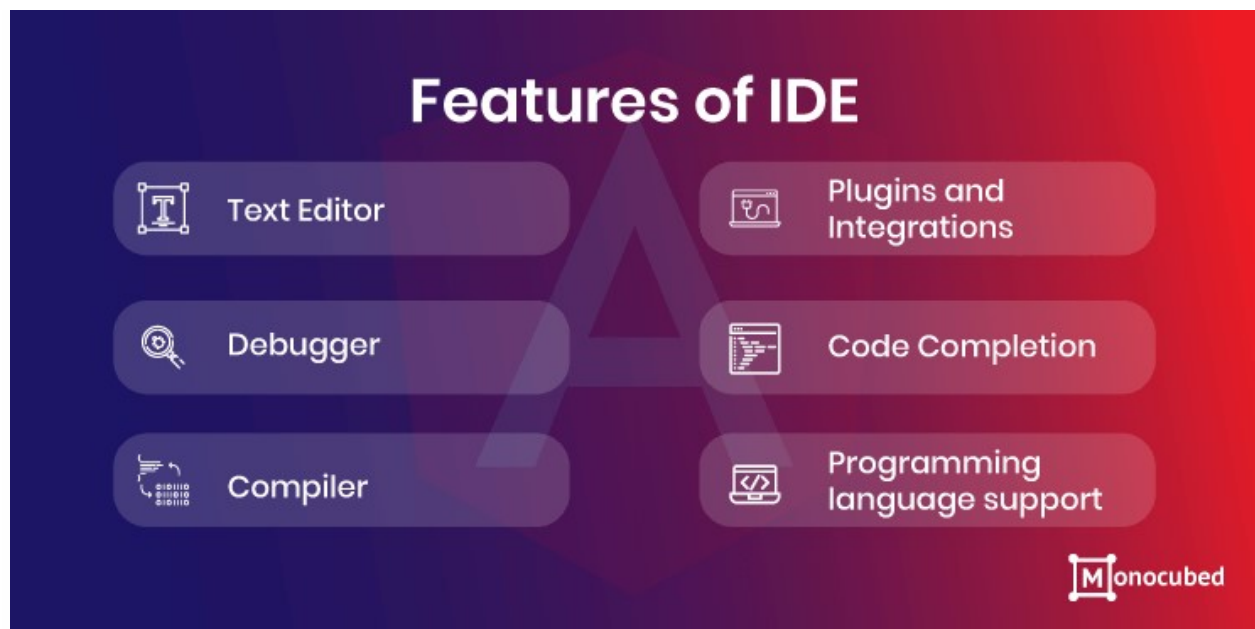 Features of IDE
Text Editor
Plugins and
Integrations
Debugger
Code Completion
Compiler
Programming
language support
Monocubed